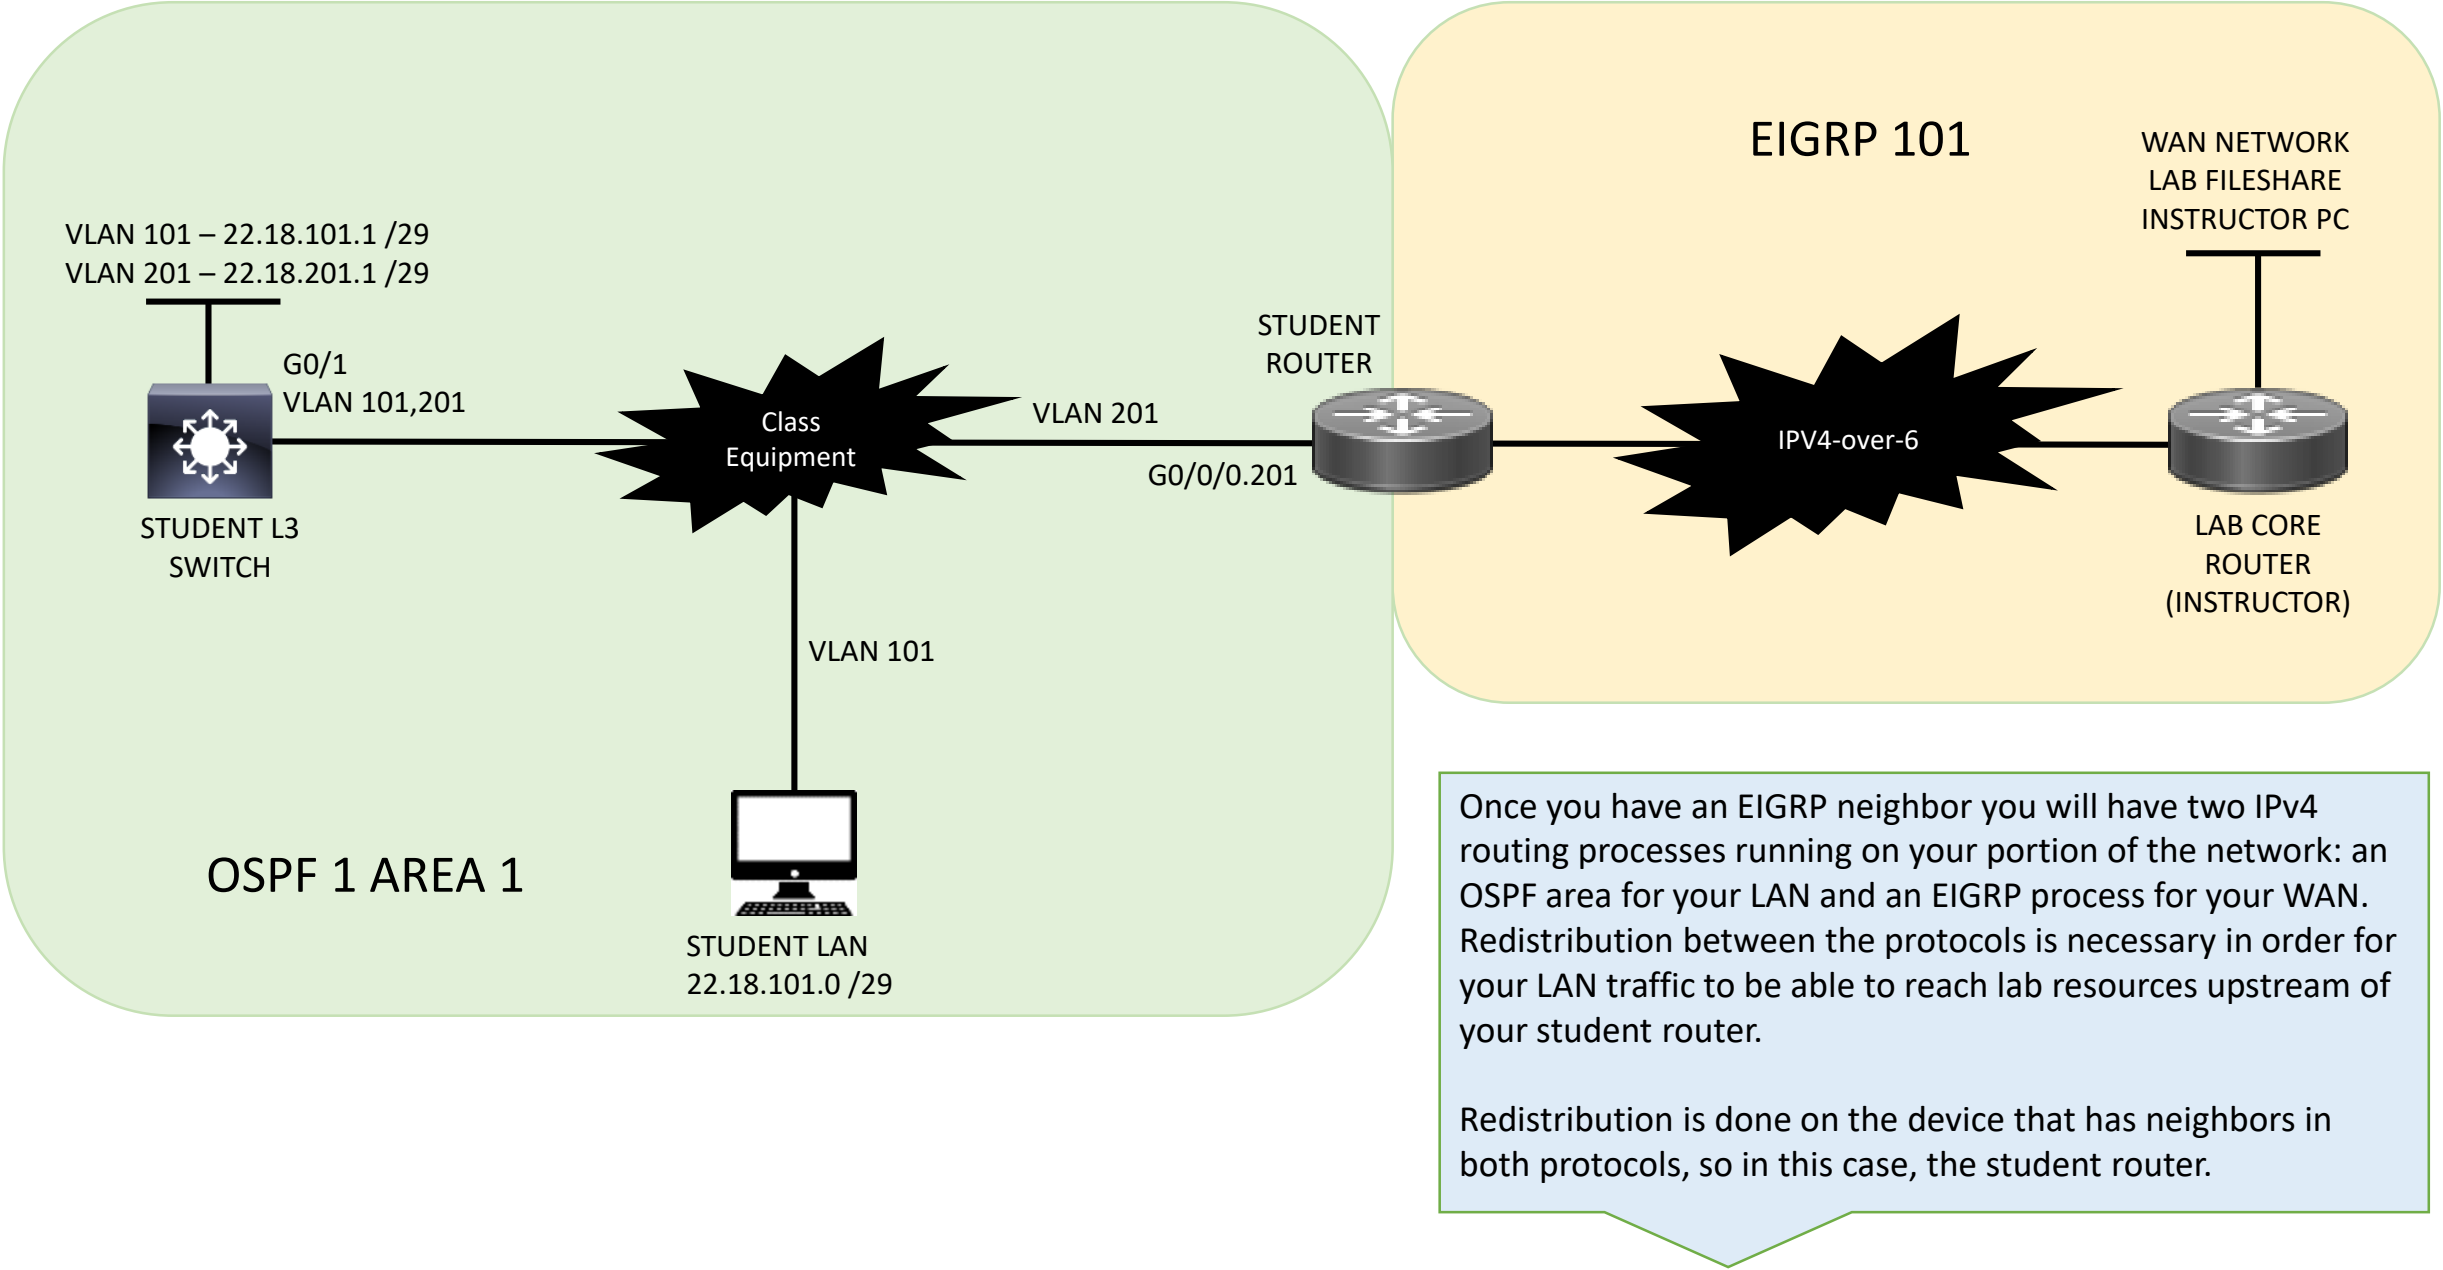 EIGRP 101
WAN NETWORK
LAB FILESHARE
INSTRUCTOR PC
VLAN 101 – 22.18.101.1 /29
VLAN 201 – 22.18.201.1 /29
G0/1
VLAN 101,201
STUDENT L3
SWITCH
Class
Equipment
VLAN 201
G0/0/0.201
STUDENT
ROUTER
IPV4-over-6
LAB CORE
ROUTER
(INSTRUCTOR)
VLAN 101
OSPF 1 AREA 1
STUDENT LAN
22.18.101.0 /29
Once you have an EIGRP neighbor you will have two IPv4
routing processes running on your portion of the network: an
OSPF area for your LAN and an EIGRP process for your WAN.
Redistribution between the protocols is necessary in order for
your LAN traffic to be able to reach lab resources upstream of
your student router.
Redistribution is done on the device that has neighbors in
both protocols, so in this case, the student router.